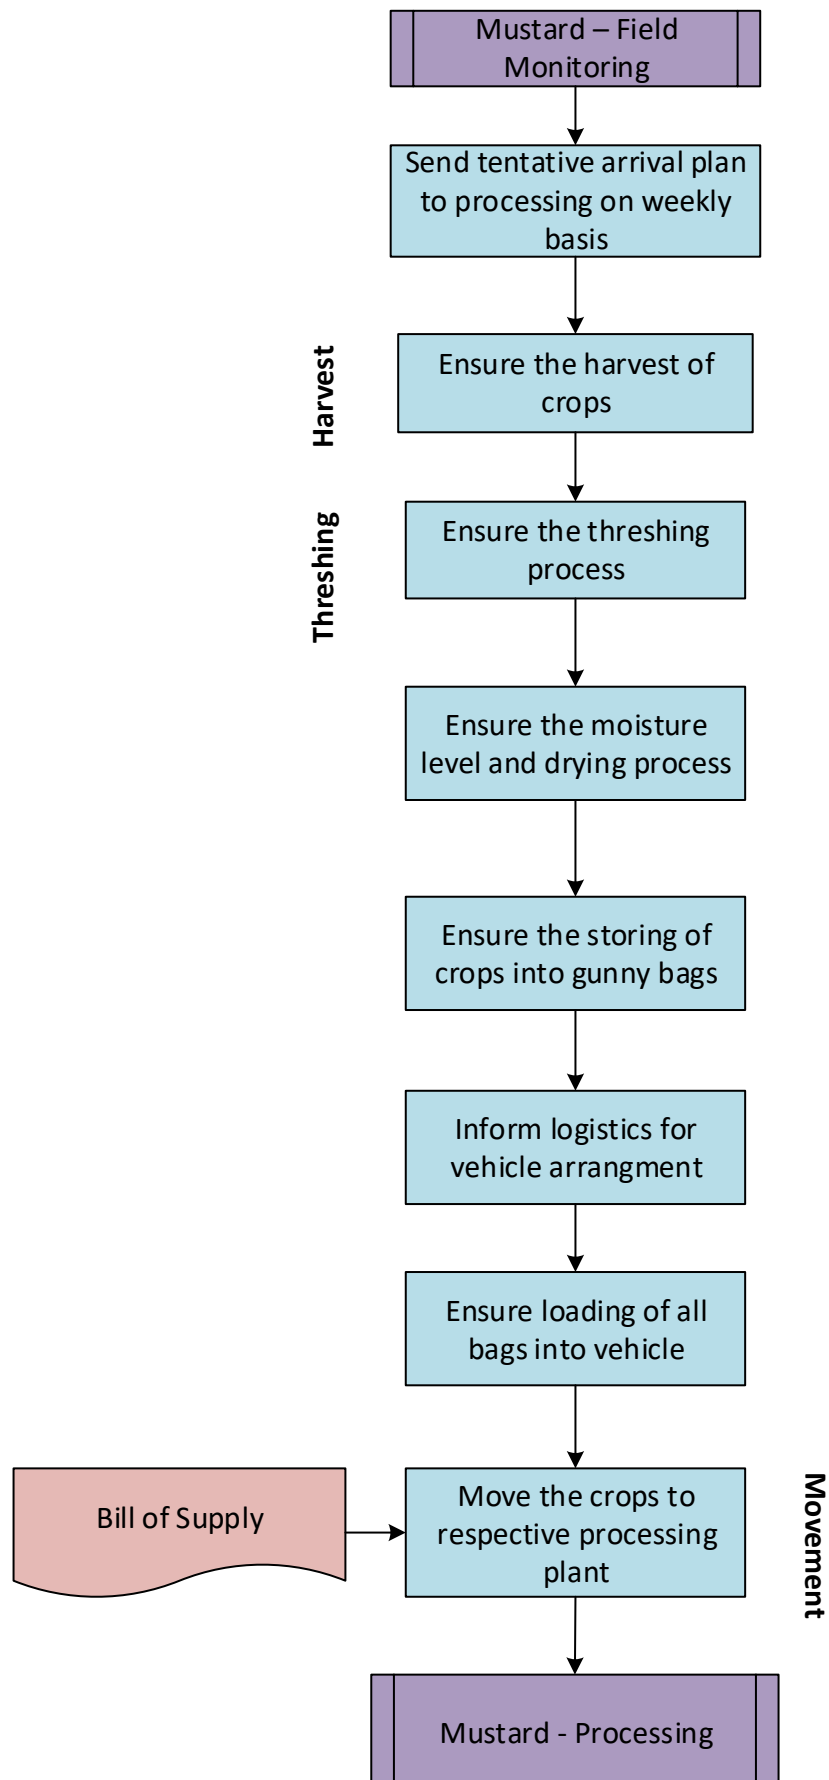 Mustard – Field
Monitoring
Send tentative arrival plan
to processing on weekly
basis
Harvest
Ensure the harvest of
crops
Threshing
Ensure the threshing
process
Ensure the moisture
level and drying process
Ensure the storing of
crops into gunny bags
Inform logistics for
vehicle arrangment
Ensure loading of all
bags into vehicle
Bill of Supply
Move the crops to
respective processing
plant
Movement
Mustard - Processing